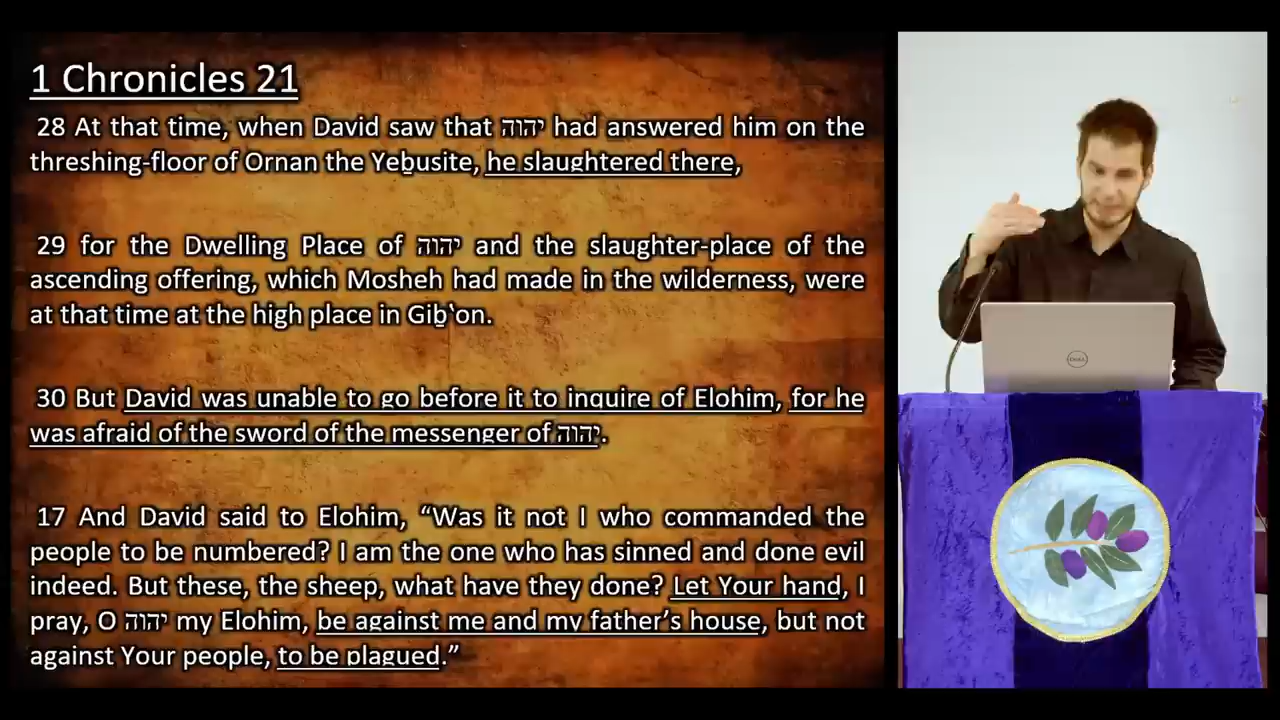 1 Chronicles 21
28 At that time, when David saw that יהוה had answered him on the
threshing-floor of Ornan the Yeḇusite, he slaughtered there,
29 for the Dwelling Place of יהוה and the slaughter-place of the
ascending offering, which Mosheh had made in the wilderness, were
at that time at the high place in Giḇ‛on.
30 But David was unable to go before it to inquire of Elohim, for he
was afraid of the sword of the messenger of יהוה.
17 And David said to Elohim, “Was it not I who commanded the
people to be numbered? I am the one who has sinned and done evil
indeed. But these, the sheep, what have they done? Let Your hand, I
pray, O יהוה my Elohim, be against me and my father’s house, but not
against Your people, to be plagued.”
DELL